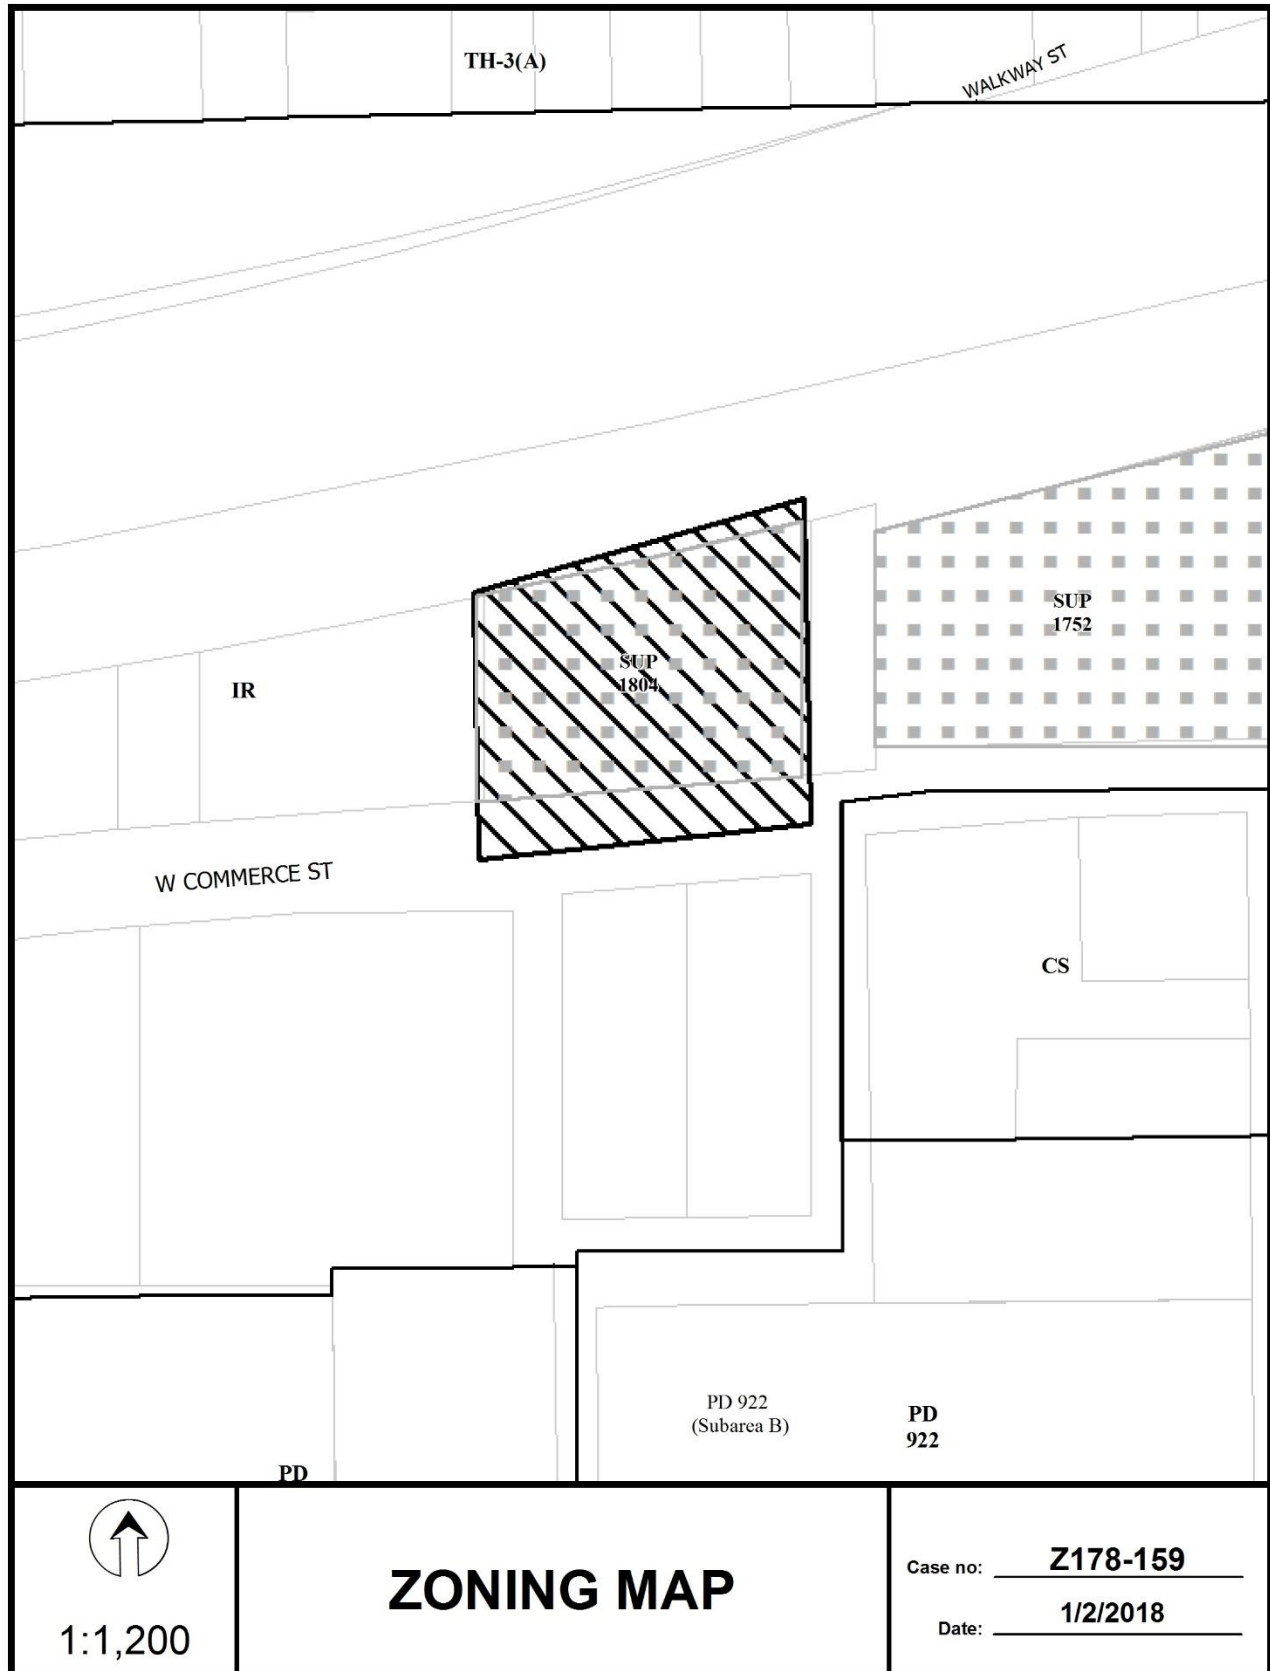 TH-3(A)
WALKWAY ST
SUP
1752
SUP
1804
IR
W COMMERCE ST
CS
PD 922
(Subarea B)
PD
922
PD
1:1,200
ZONING MAP
Case no: Z178-159
Date: 1/2/2018